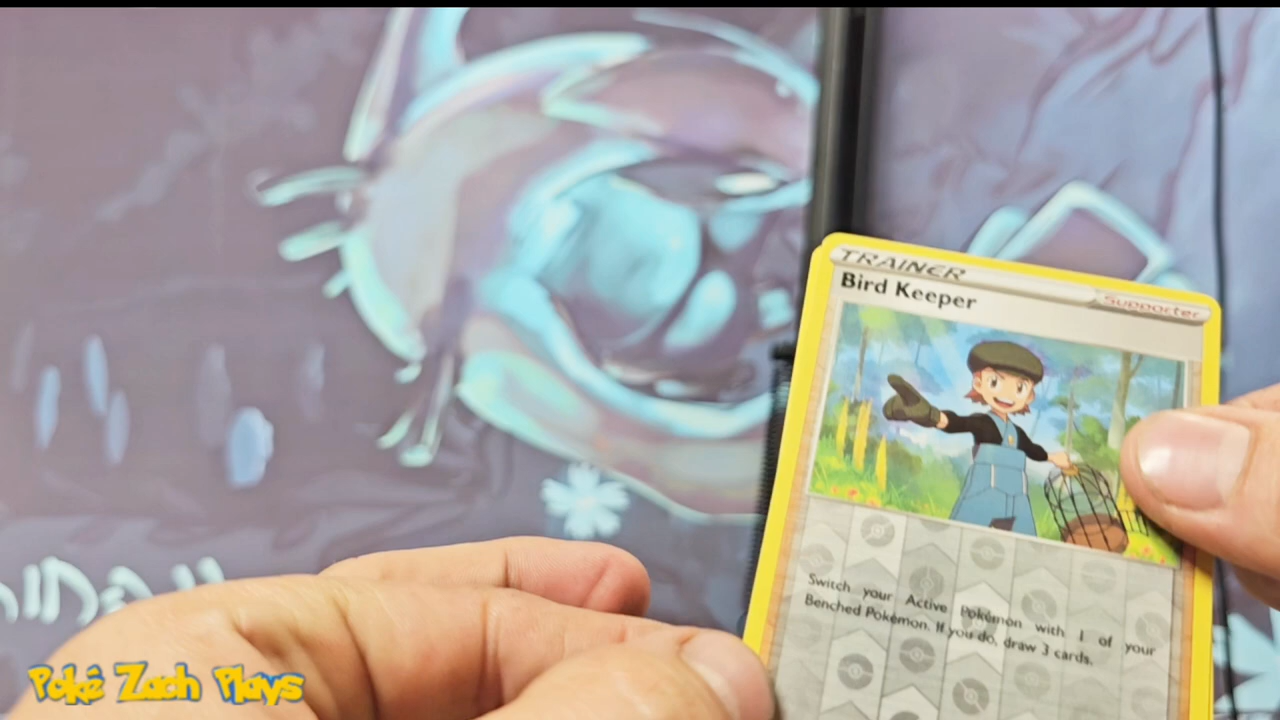 TRAINER
Supporter
Bird Keeper
Switch your Active Pokémon with 1 of your
Benched Pokémon. If you do, draw 3 cards.
Poké Zach Plays